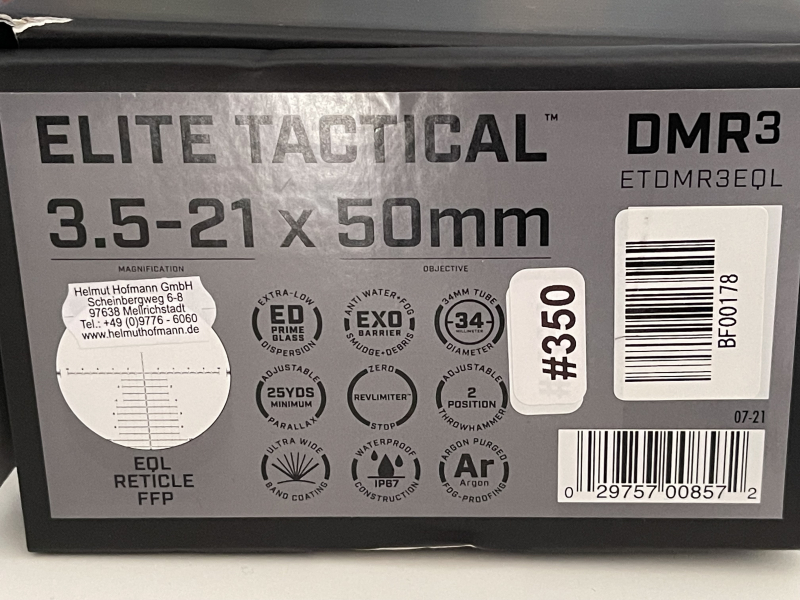 ELITE TACTICAL™
DMR3
ETDMR3EQL
3.5-21 x 50mm
MAGNIFICATION
OBJECTIVE
Helmut Hofmann GmbH
Scheinbergweg 6-8
97638 Mellrichstadt
Tel.: +49 (0)9776 - 6060
www.helmuthofmann.de
EQL
RETICLE
FFP
EXTRA-LOW
ED
PRIME
GLASS
DISPERSION
ANTI WATER+FOG
EXO
BARRIER
SMUDGE+DEBRIS
34MM TUBE
34
MILLIMETER
DIAMETER
ADJUSTABLE
25YDS
MINIMUM
PARALLAX
ZERO
REVLIMITER™
STOP
ADJUSTABLE
2
POSITION
THROWHAMMER
ULTRA WIDE
BAND COATING
WATERPROOF
IP67
CONSTRUCTION
ARGON PURGED
Ar
Argon
FOG-PROOFING
#350
BF00178
07-21
0 29757 00857 2